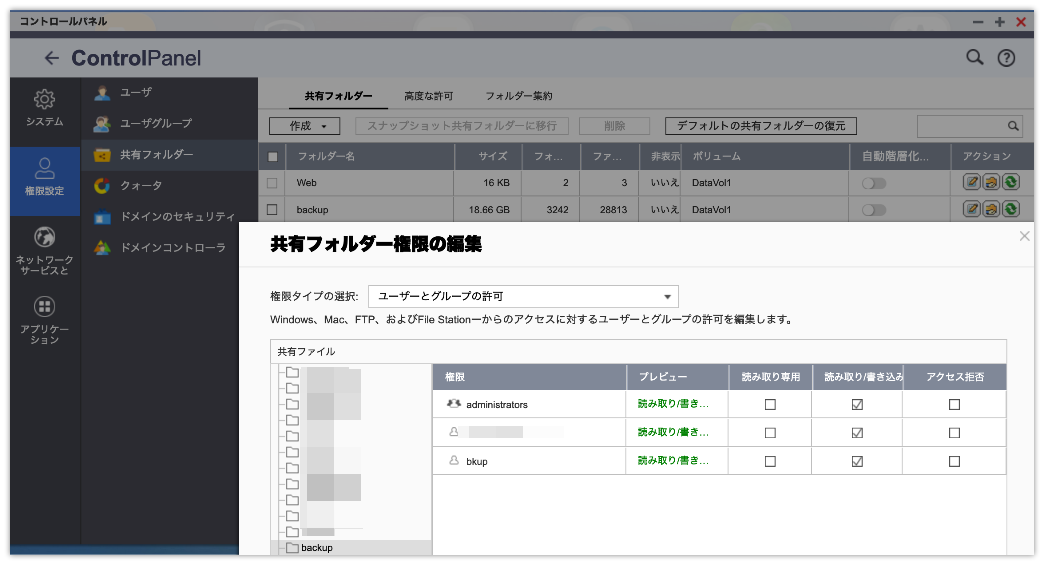 コントロールパネル
ControlPanel
システム
権限設定
ネットワーク
サービスと
アプリケー
ション
ユーザ
ユーザグループ
共有フォルダー
クォータ
ドメインのセキュリティ
ドメインコントローラ
共有フォルダー 高度な許可 フォルダー集約
作成 スナップショット共有フォルダーに移行 削除 デフォルトの共有フォルダーの復元
フォルダー名 サイズ フォ... ファ... 非表示 ボリューム 自動階層化... アクション
Web 16 KB 2 3 いいえ DataVol1
backup 18.66 GB 3242 28813 いいえ DataVol1
共有フォルダー権限の編集
権限タイプの選択: ユーザーとグループの許可
Windows、Mac、FTP、およびFile Stationーからのアクセスに対するユーザーとグループの許可を編集します。
共有ファイル
権限 プレビュー 読み取り専用 読み取り/書き込み アクセス拒否
administrators 読み取り/書き...
読み取り/書き...
bkup 読み取り/書き...
backup